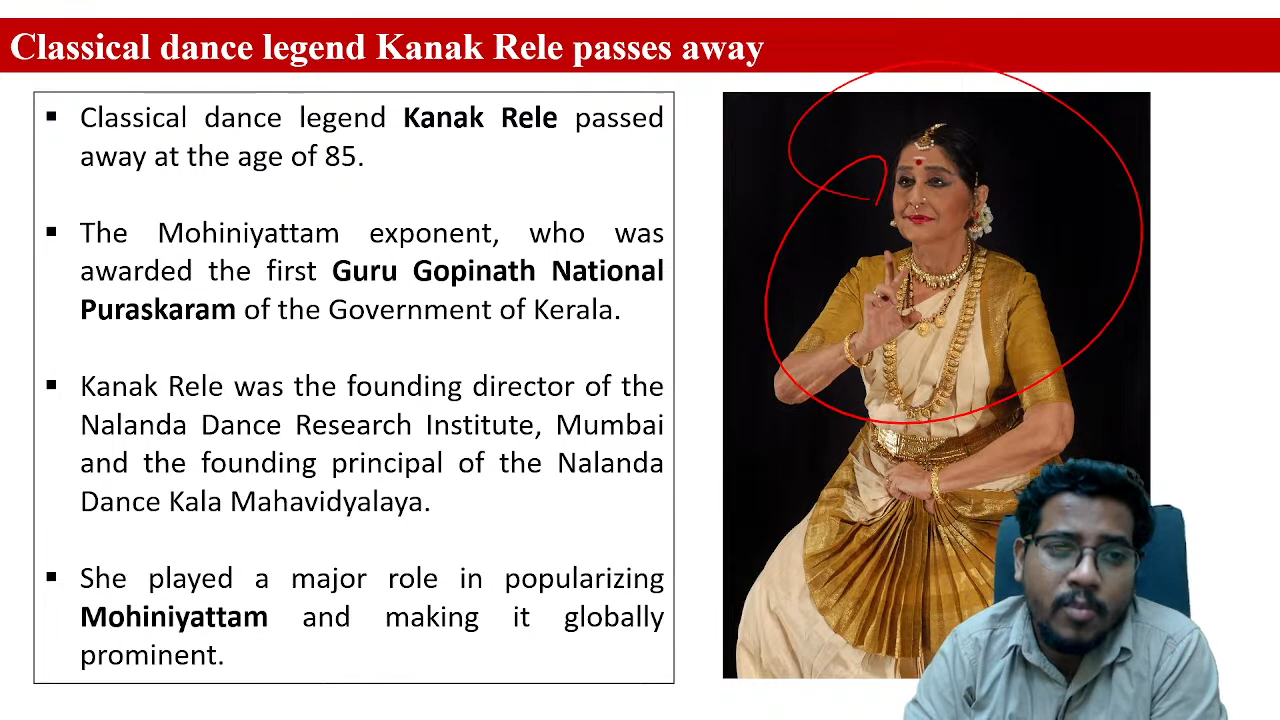 Classical dance legend Kanak Rele passes away
▪ Classical dance legend Kanak Rele passed
away at the age of 85.
▪ The Mohiniyattam exponent, who was
awarded the first Guru Gopinath National
Puraskaram of the Government of Kerala.
▪ Kanak Rele was the founding director of the
Nalanda Dance Research Institute, Mumbai
and the founding principal of the Nalanda
Dance Kala Mahavidyalaya.
▪ She played a major role in popularizing
Mohiniyattam and making it globally
prominent.